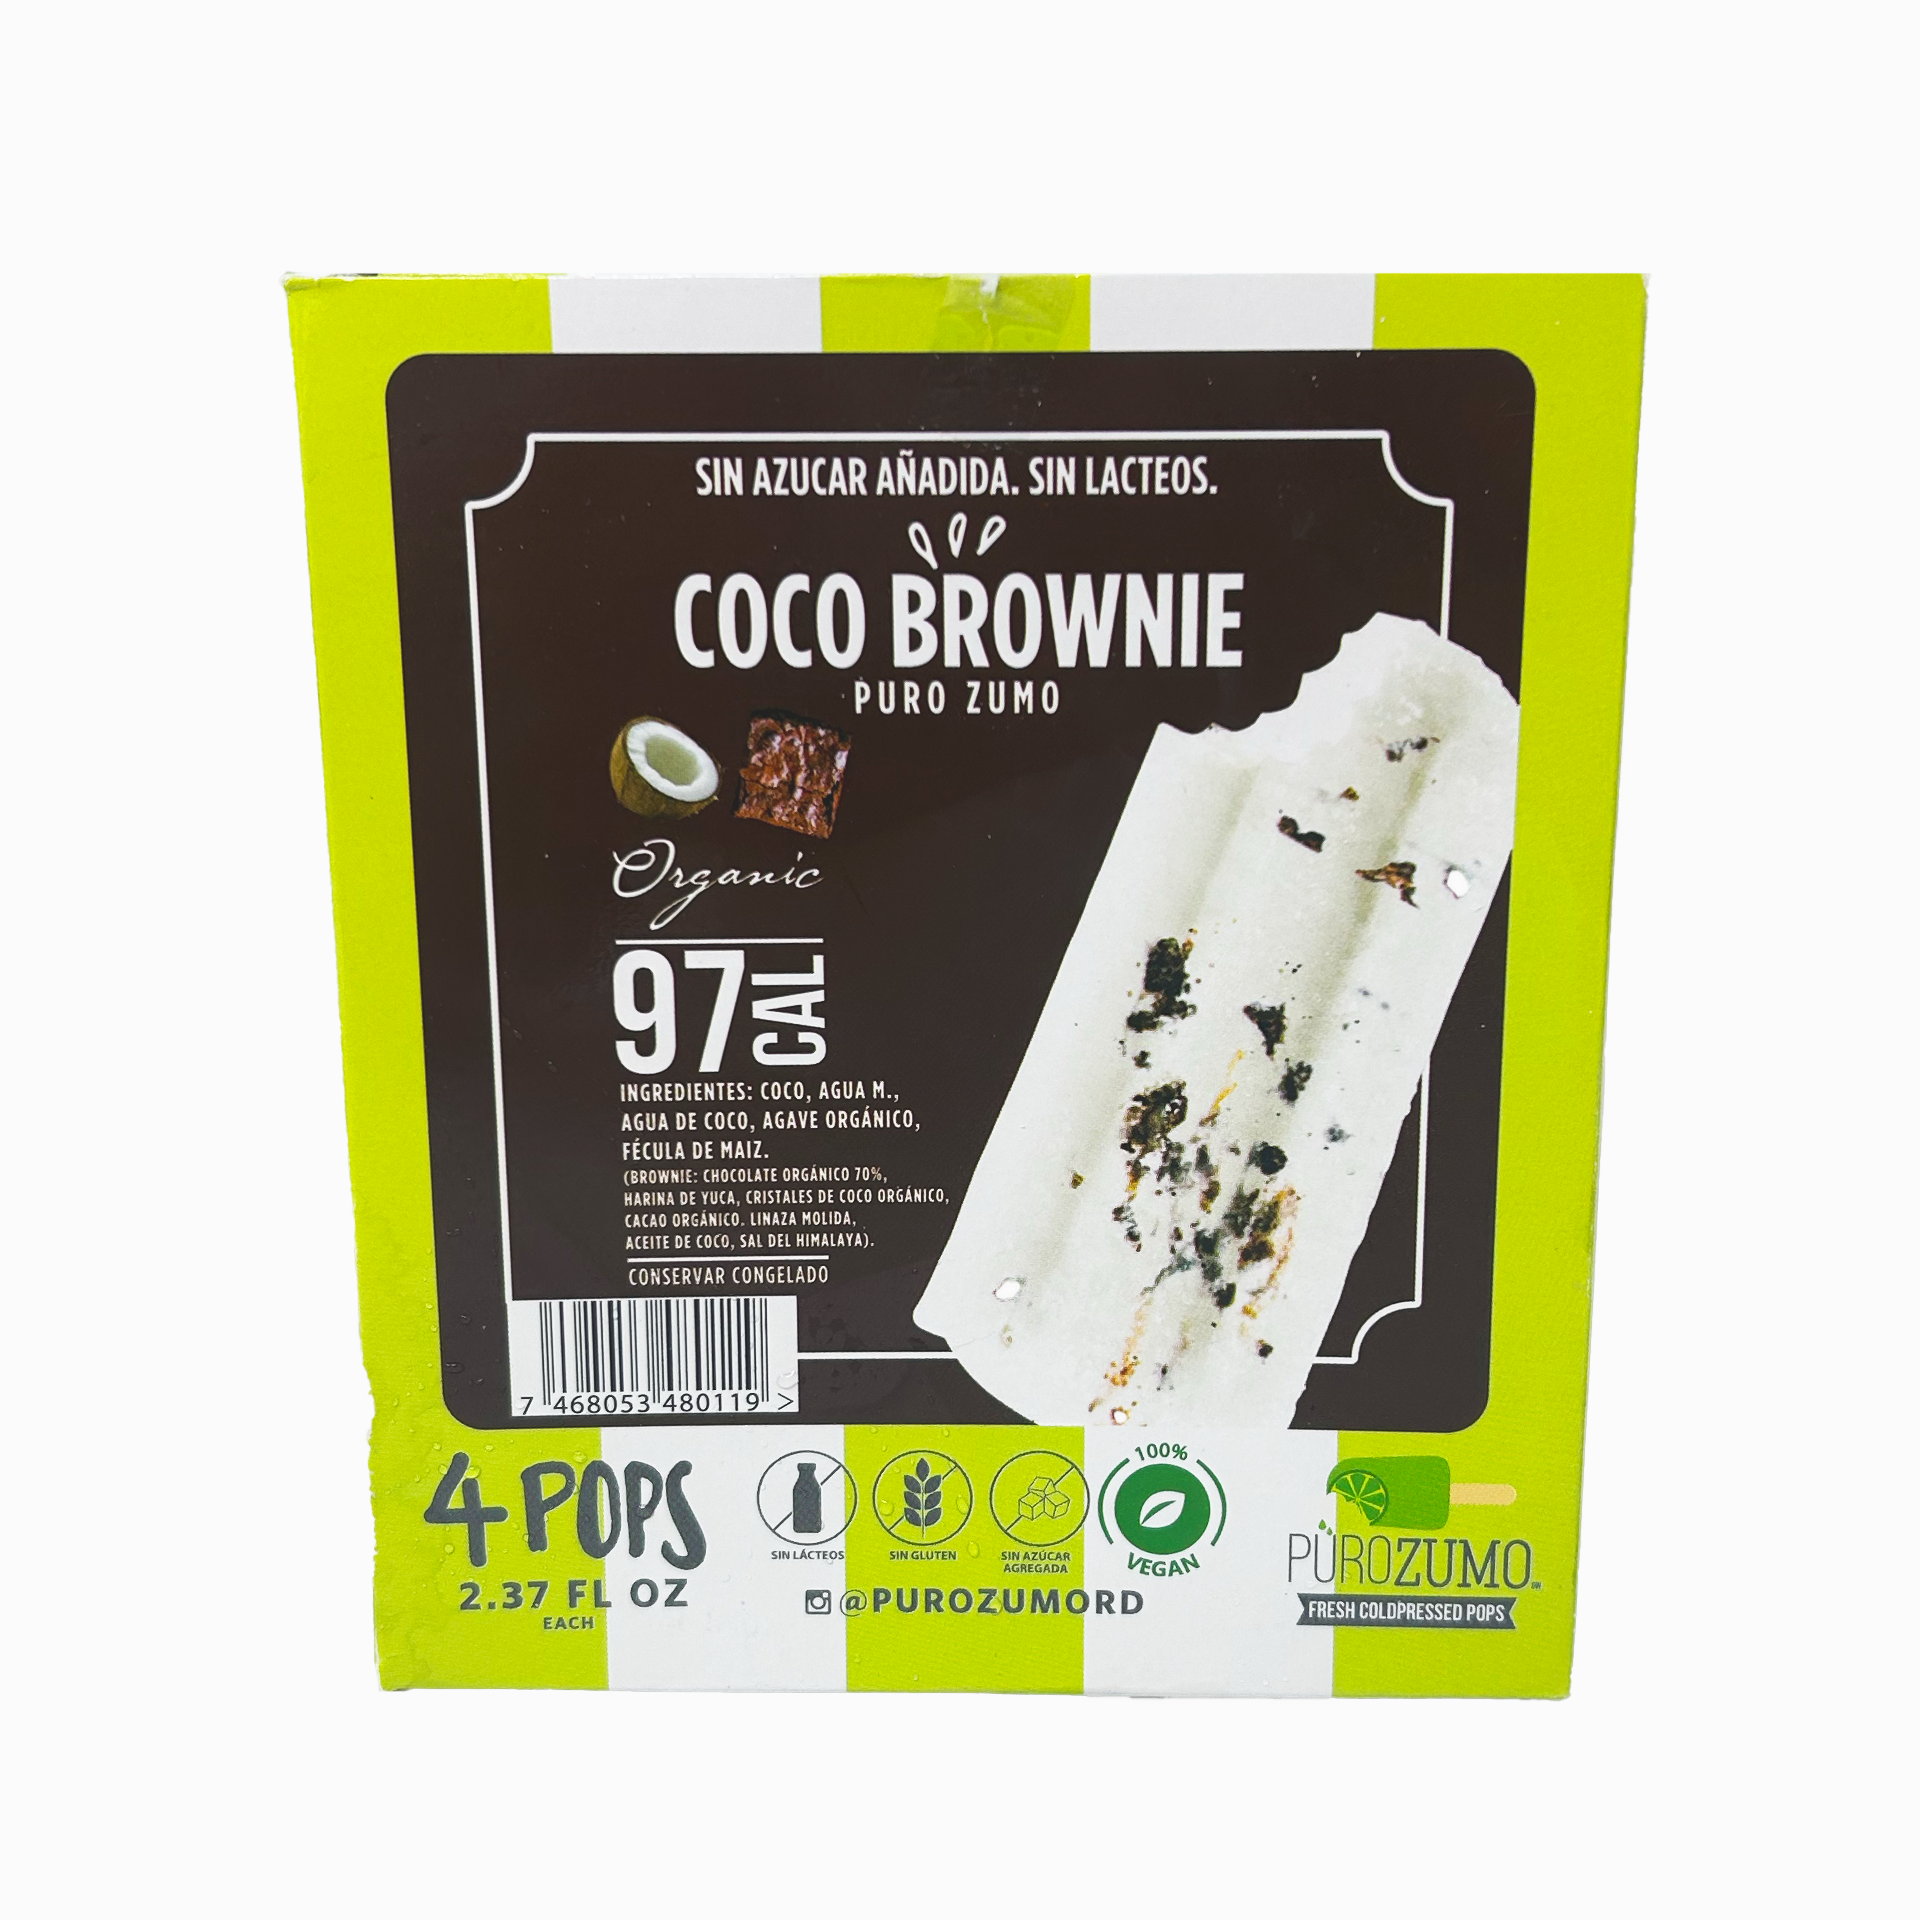 SIN AZUCAR AÑADIDA. SIN LACTEOS.
COCO BROWNIE
PURO ZUMO
Organic
97 CAL
INGREDIENTES: COCO, AGUA M.,
AGUA DE COCO, AGAVE ORGÁNICO,
FÉCULA DE MAIZ.
(BROWNIE: CHOCOLATE ORGÁNICO 70%,
HARINA DE YUCA, CRISTALES DE COCO ORGÁNICO,
CACAO ORGÁNICO. LINAZA MOLIDA,
ACEITE DE COCO, SAL DEL HIMALAYA).
CONSERVAR CONGELADO
7 468053 480119 >
4 POPS
2.37 FL OZ
EACH
SIN LÁCTEOS
SIN GLUTEN
SIN AZÚCAR
AGREGADA
100%
VEGAN
@PUROZUMORD
PUROZUMO
FRESH COLDPRESSED POPS